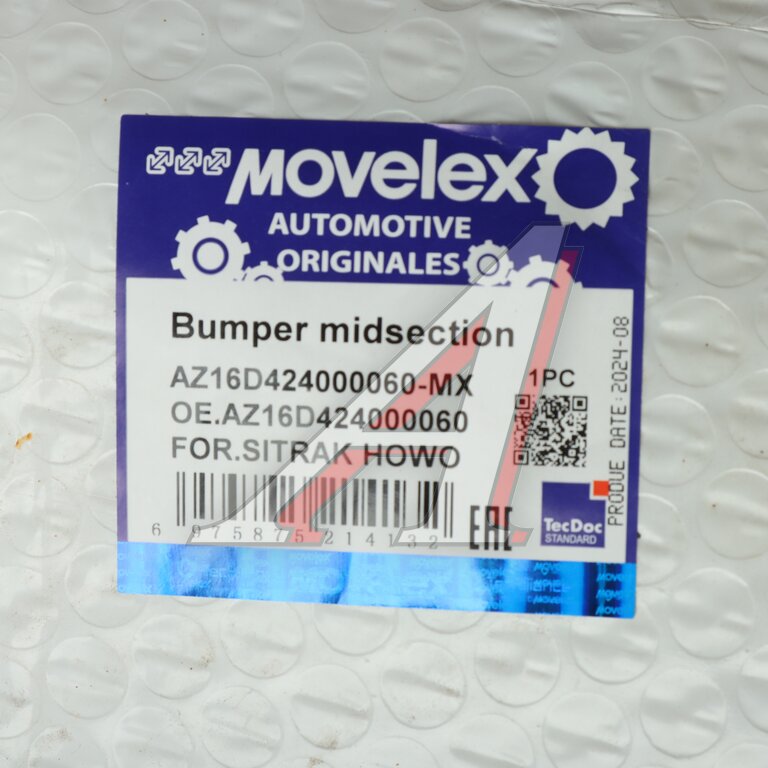 MOVELEX
AUTOMOTIVE
ORIGINALES
Bumper midsection
AZ16D424000060-MX
1PC
OE.AZ16D424000060
FOR.SITRAK HOWO
PRODUE DATE:2024-08
6 975875 214132
EAC
TecDoc
STANDARD